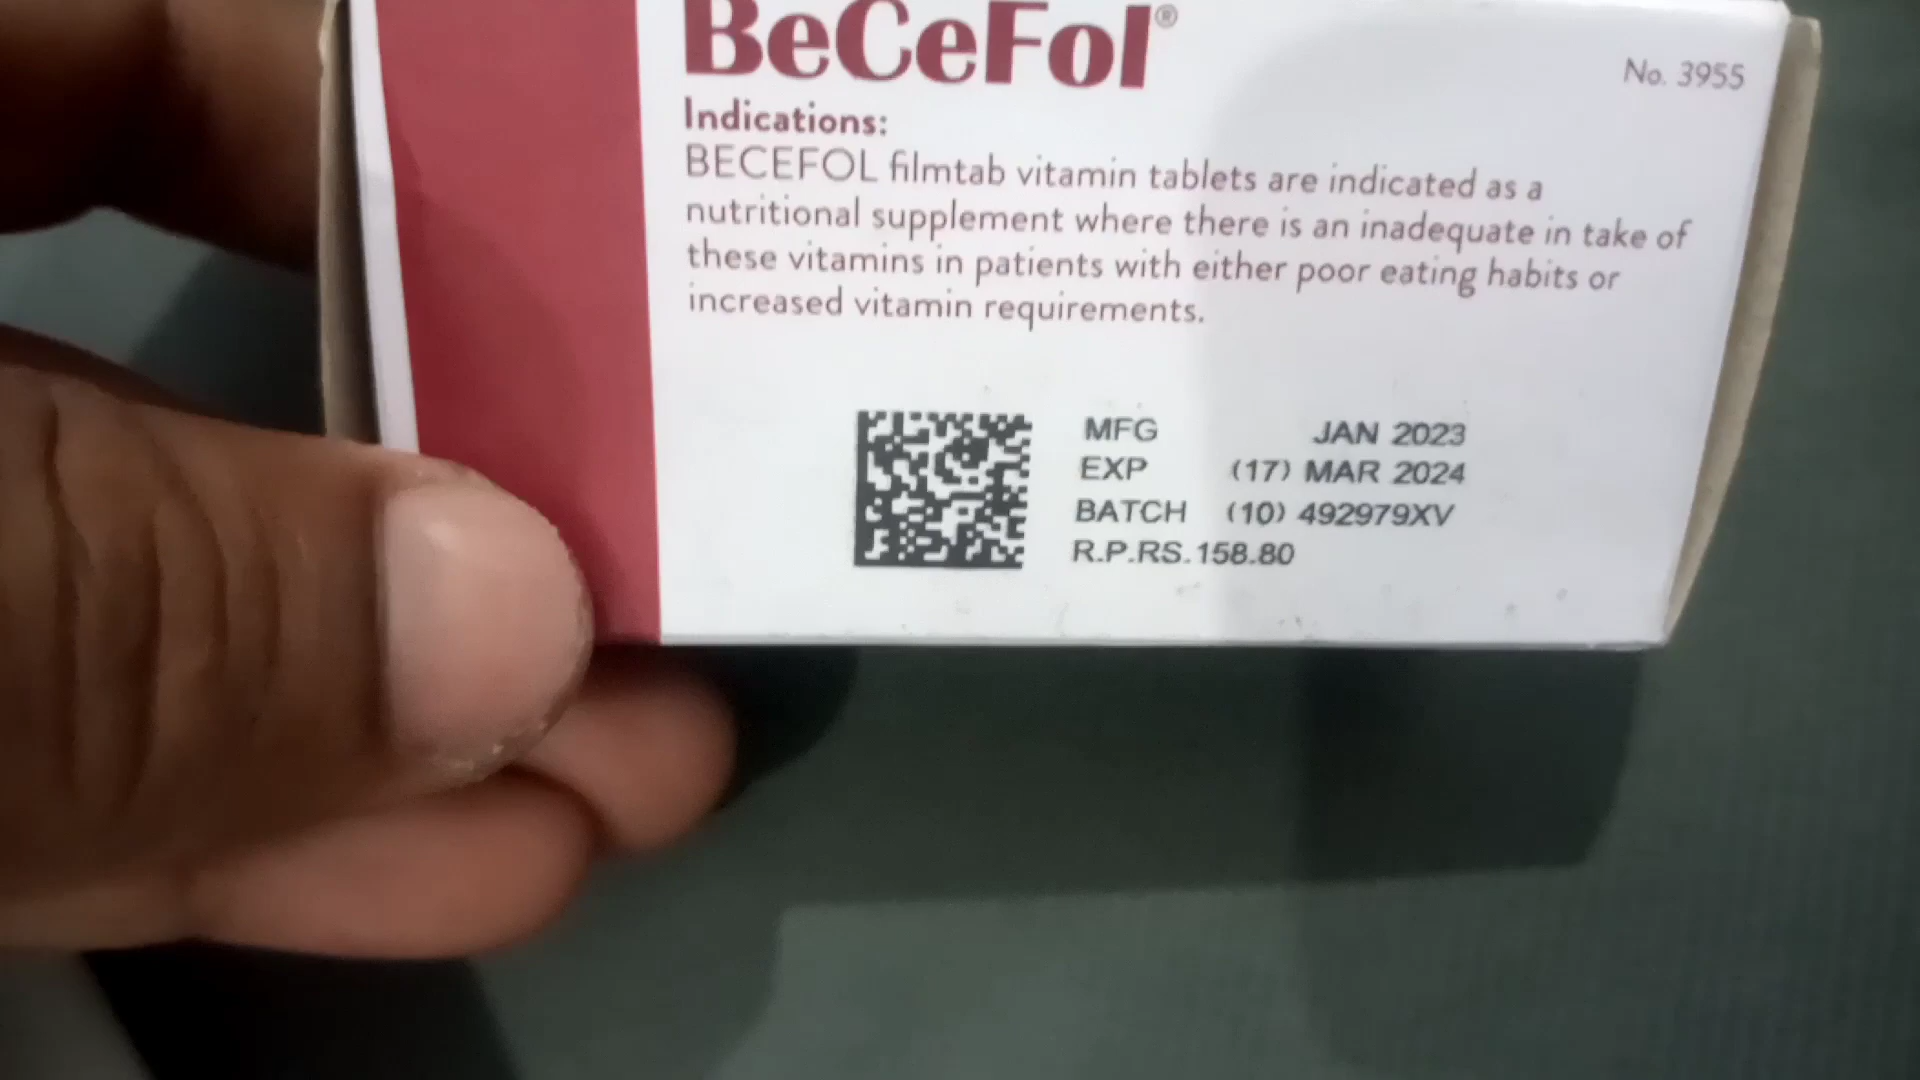 BeCeFol®
No. 3955
Indications:
BECEFOL filmtab vitamin tablets are indicated as a
nutritional supplement where there is an inadequate in take of
these vitamins in patients with either poor eating habits or
increased vitamin requirements.
MFG JAN 2023
EXP (17) MAR 2024
BATCH (10) 492979XV
R.P.RS.158.80